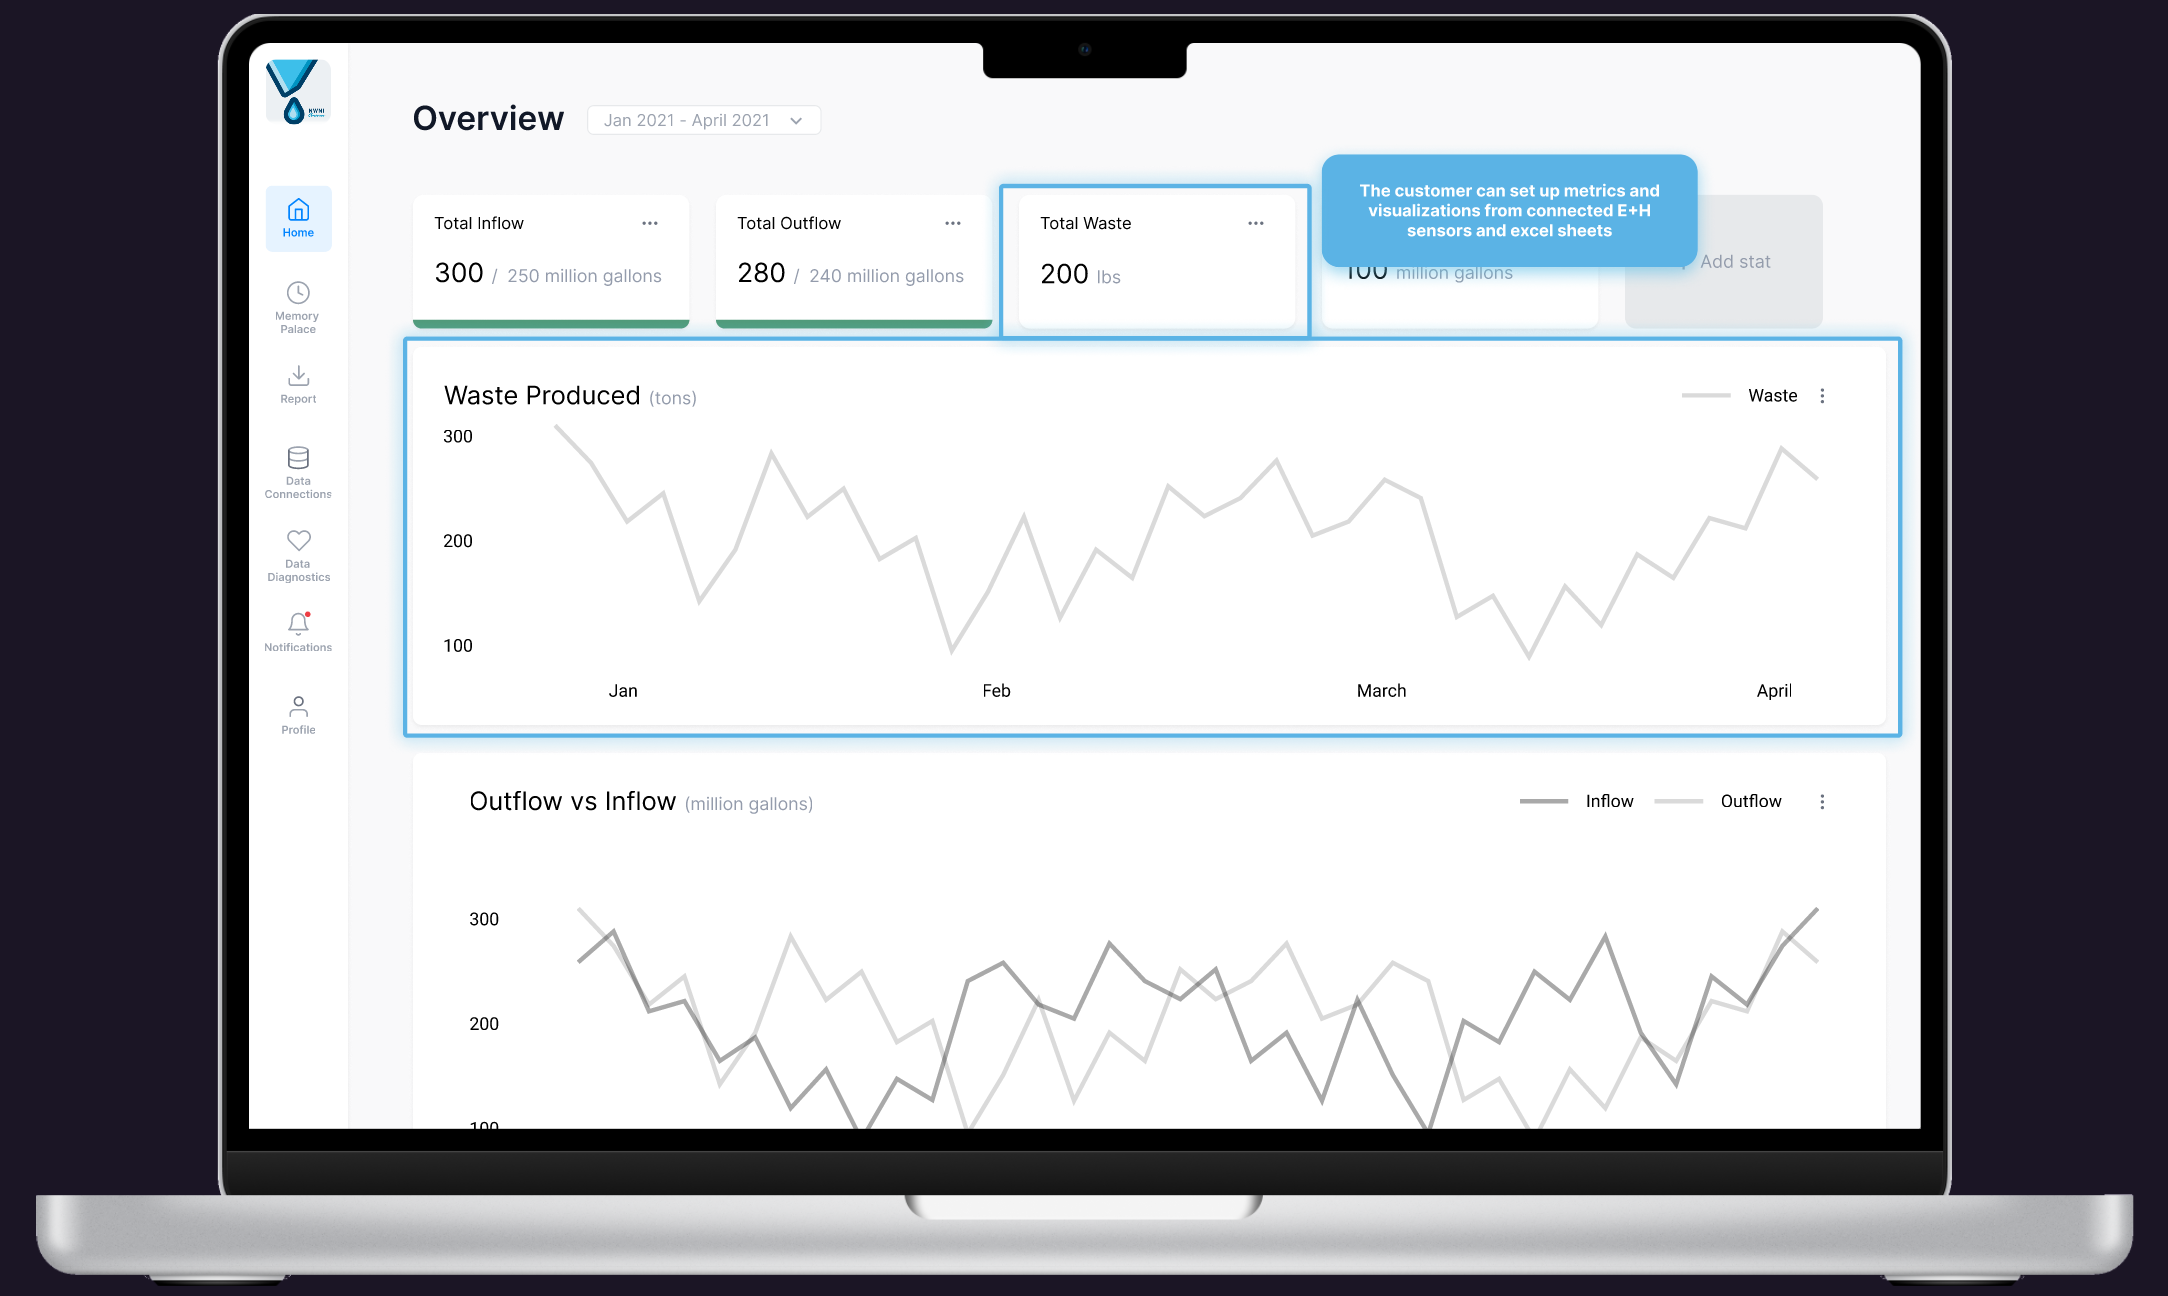 NWNI
Overview
Jan 2021 - April 2021
Home
Memory
Palace
Report
Data
Connections
Data
Diagnostics
Notifications
Profile
Total Inflow
300 / 250 million gallons
Total Outflow
280 / 240 million gallons
Total Waste
200 lbs
The customer can set up metrics and
visualizations from connected E+H
sensors and excel sheets
100 million gallons
Add stat
Waste Produced (tons)
Waste
300
200
100
Jan
Feb
March
April
Outflow vs Inflow (million gallons)
Inflow
Outflow
300
200
100